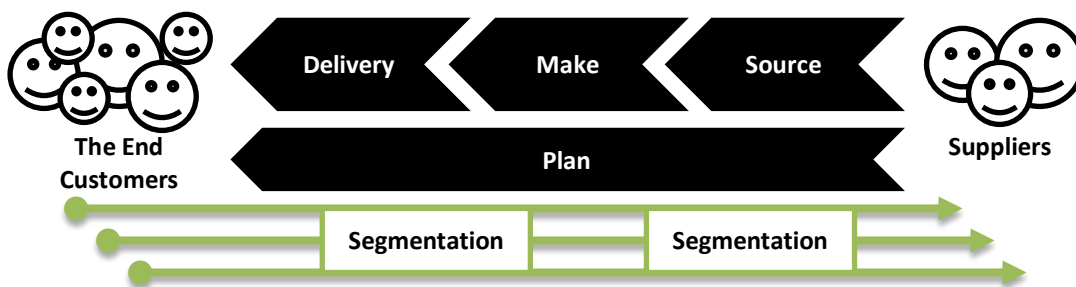 Delivery
Make
Source
The End
Customers
Plan
Suppliers
Segmentation
Segmentation